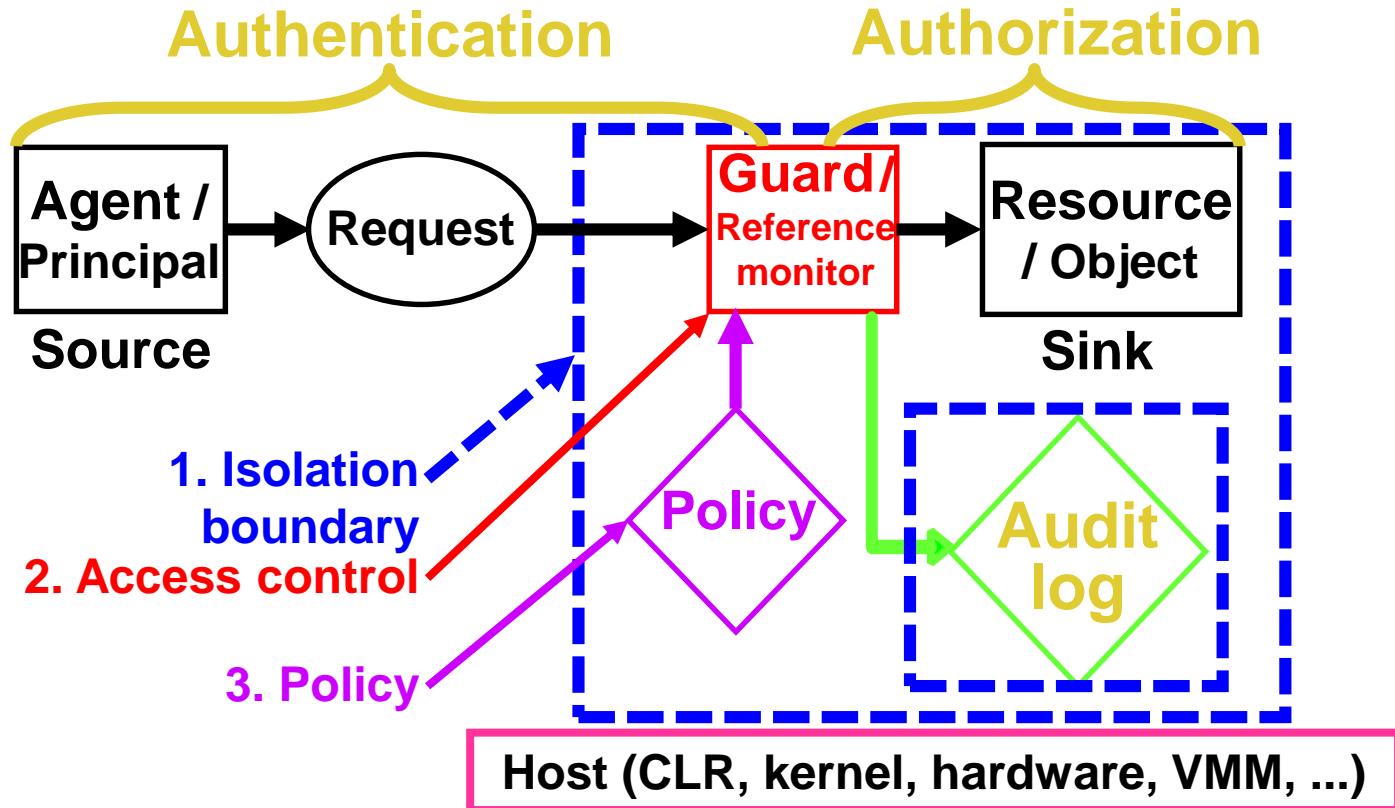 Authentication
Authorization
Agent /
Principal
Request
Guard /
Reference
monitor
Resource
/ Object
Source
Sink
1. Isolation
boundary
2. Access control
3. Policy
Policy
Audit
log
Host (CLR, kernel, hardware, VMM, ...)